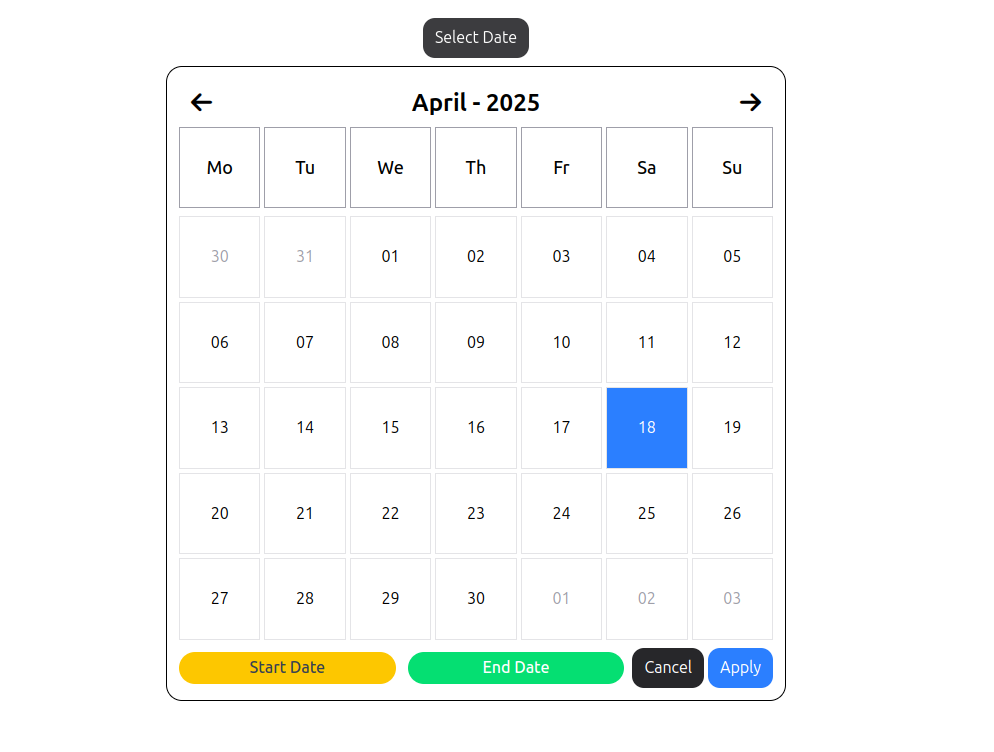 Select Date
April - 2025
Mo Tu We Th Fr Sa Su
30 31 01 02 03 04 05
06 07 08 09 10 11 12
13 14 15 16 17 18 19
20 21 22 23 24 25 26
27 28 29 30 01 02 03
Start Date End Date Cancel Apply